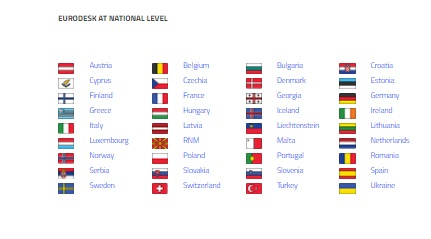 EURODESK AT NATIONAL LEVEL
Austria Belgium Bulgaria Croatia
Cyprus Czechia Denmark Estonia
Finland France Georgia Germany
Greece Hungary Iceland Ireland
Italy Latvia Liechtenstein Lithuania
Luxembourg RNM Malta Netherlands
Norway Poland Portugal Romania
Serbia Slovakia Slovenia Spain
Sweden Switzerland Turkey Ukraine